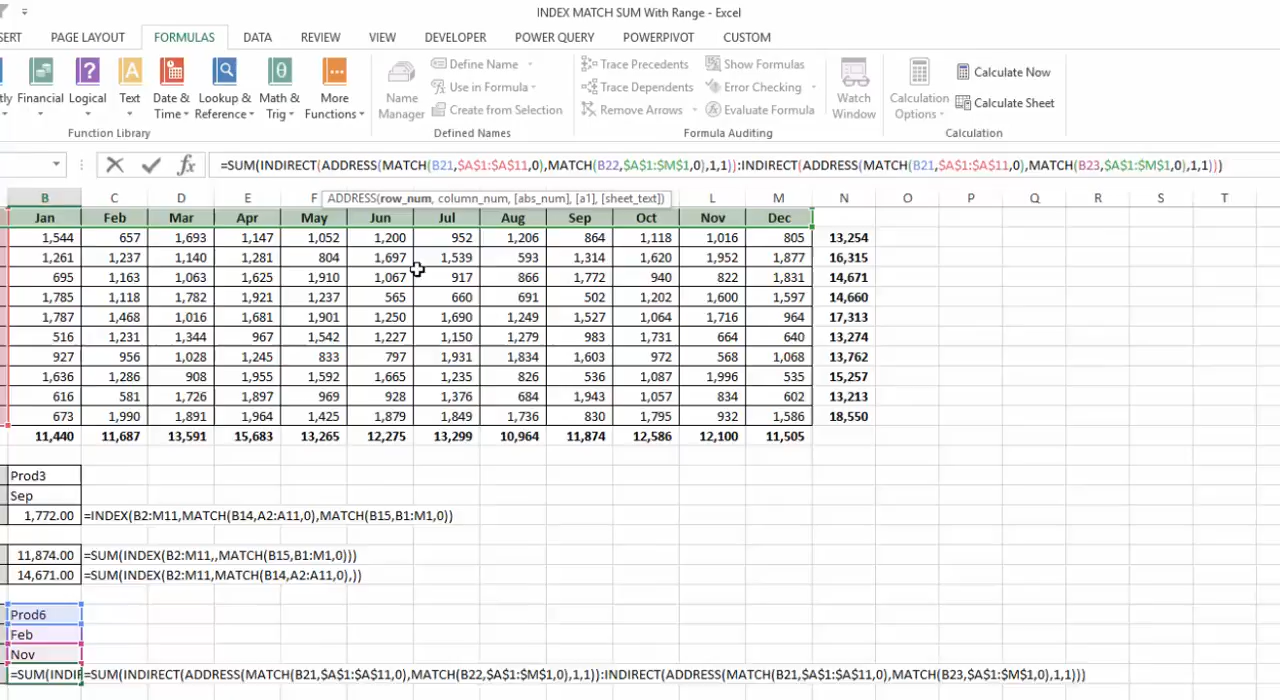 INDEX MATCH SUM With Range - Excel
SERT PAGE LAYOUT FORMULAS DATA REVIEW VIEW DEVELOPER POWER QUERY POWERPIVOT CUSTOM
Define Name Trace Precedents Show Formulas Calculate Now
Use in Formula Trace Dependents Error Checking
tly Financial Logical Text Date & Lookup & Math & More Name Watch Calculation Calculate Sheet
Time Reference Trig Functions Manager Create from Selection Remove Arrows Evaluate Formula Window Options
Function Library Defined Names Formula Auditing Calculation
fx =SUM(INDIRECT(ADDRESS(MATCH(B21,$A$1:$A$11,0),MATCH(B22,$A$1:$M$1,0),1,1)):INDIRECT(ADDRESS(MATCH(B21,$A$1:$A$11,0),MATCH(B23,$A$1:$M$1,0),1,1)))
B C D E F ADDRESS(row_num, column_num, [abs_num], [a1], [sheet_text]) L M N O P Q R S T
Jan Feb Mar Apr May Jun Jul Aug Sep Oct Nov Dec
1,544 657 1,693 1,147 1,052 1,200 952 1,206 864 1,118 1,016 805 13,254
1,261 1,237 1,140 1,281 804 1,697 1,539 593 1,314 1,620 1,952 1,877 16,315
695 1,163 1,063 1,625 1,910 1,067 917 866 1,772 940 822 1,831 14,671
1,785 1,118 1,782 1,921 1,237 565 660 691 502 1,202 1,600 1,597 14,660
1,787 1,468 1,016 1,681 1,901 1,250 1,690 1,249 1,527 1,064 1,716 964 17,313
516 1,231 1,344 967 1,542 1,227 1,150 1,279 983 1,731 664 640 13,274
927 956 1,028 1,245 833 797 1,931 1,834 1,603 972 568 1,068 13,762
1,636 1,286 908 1,955 1,592 1,665 1,235 826 536 1,087 1,996 535 15,257
616 581 1,726 1,897 969 928 1,376 684 1,943 1,057 834 602 13,213
673 1,990 1,891 1,964 1,425 1,879 1,849 1,736 830 1,795 932 1,586 18,550
11,440 11,687 13,591 15,683 13,265 12,275 13,299 10,964 11,874 12,586 12,100 11,505
Prod3
Sep
1,772.00 =INDEX(B2:M11,MATCH(B14,A2:A11,0),MATCH(B15,B1:M1,0))
11,874.00 =SUM(INDEX(B2:M11,,MATCH(B15,B1:M1,0)))
14,671.00 =SUM(INDEX(B2:M11,MATCH(B14,A2:A11,0),))
Prod6
Feb
Nov
=SUM(INDIF =SUM(INDIRECT(ADDRESS(MATCH(B21,$A$1:$A$11,0),MATCH(B22,$A$1:$M$1,0),1,1)):INDIRECT(ADDRESS(MATCH(B21,$A$1:$A$11,0),MATCH(B23,$A$1:$M$1,0),1,1)))